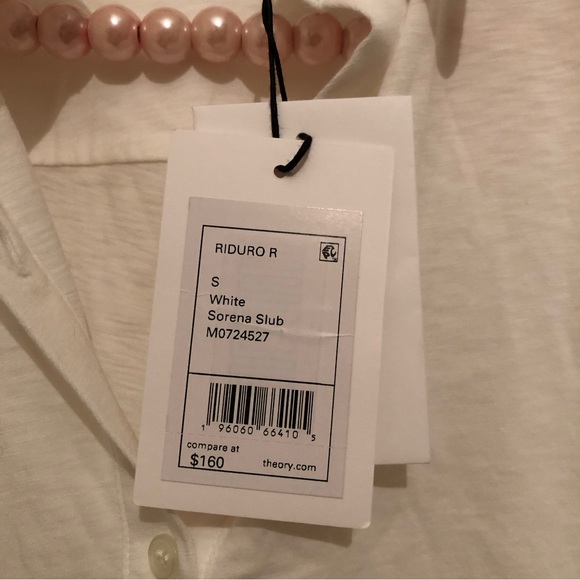 RIDURO R
S
White
Sorena Slub
M0724527
1 96060 66410 5
compare at
$160 theory.com